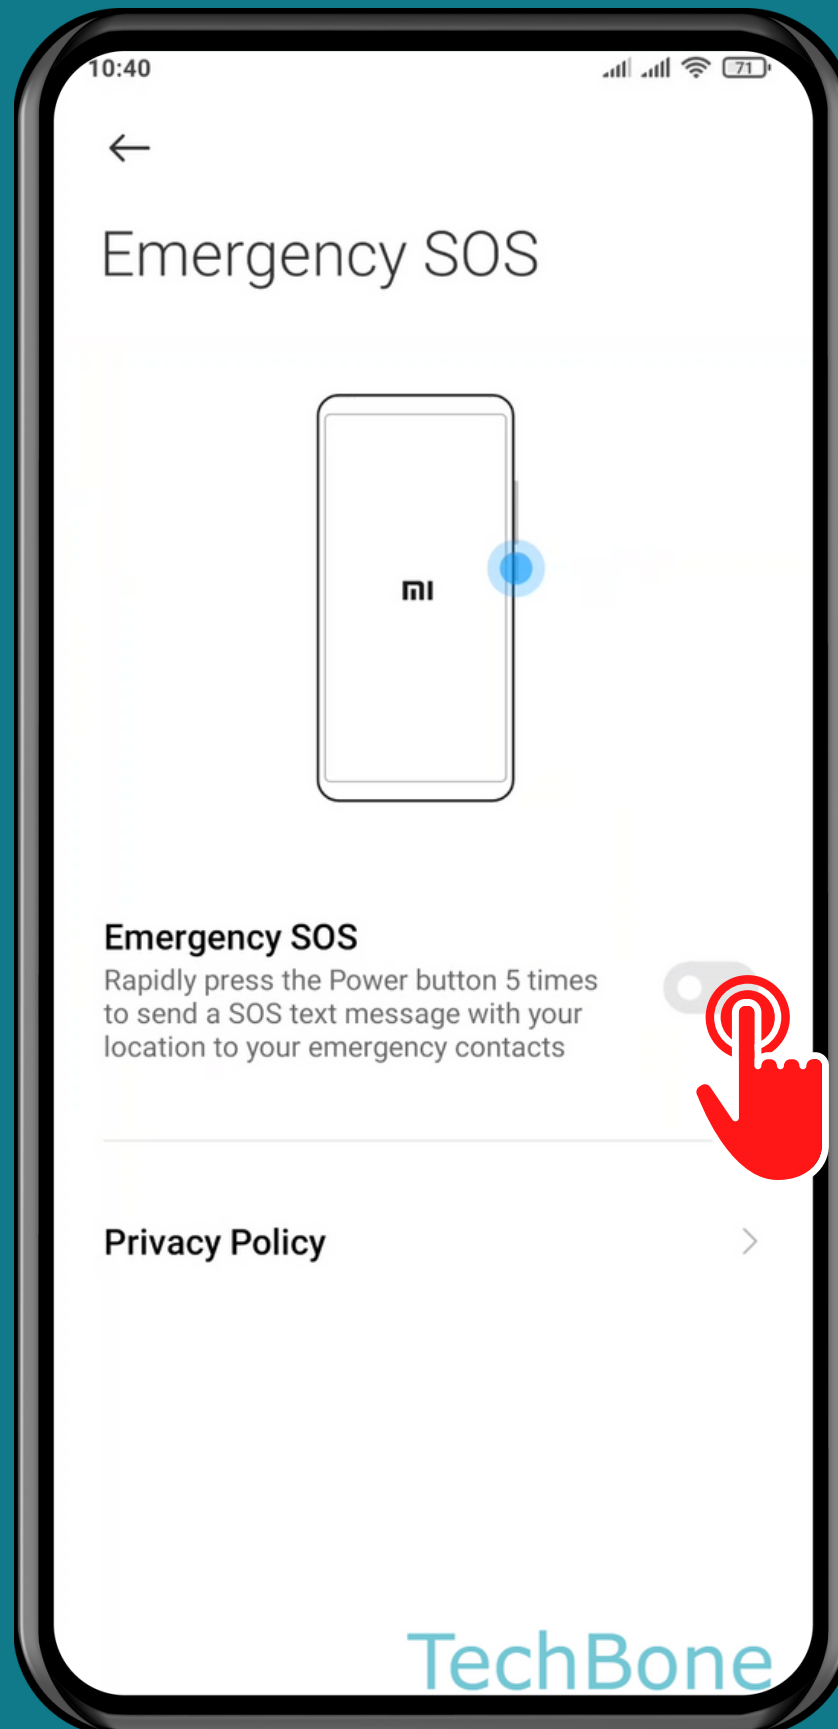 10:40
71
Emergency SOS
mi
Emergency SOS
Rapidly press the Power button 5 times
to send a SOS text message with your
location to your emergency contacts
Privacy Policy
TechBone